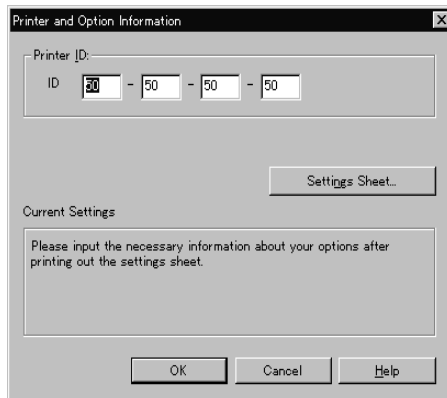 Printer and Option Information
Printer ID:
ID 50 - 50 - 50 - 50
Settings Sheet...
Current Settings
Please input the necessary information about your options after
printing out the settings sheet.
OK Cancel Help